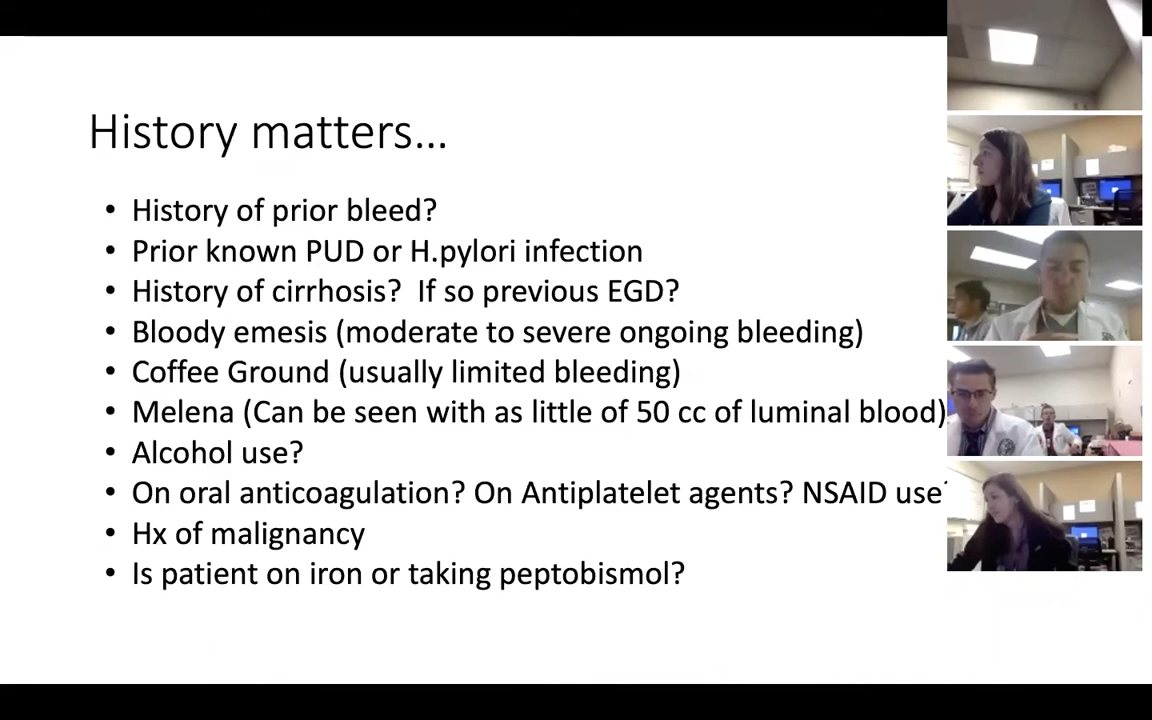 History matters...
• History of prior bleed?
• Prior known PUD or H.pylori infection
• History of cirrhosis?  If so previous EGD?
• Bloody emesis (moderate to severe ongoing bleeding)
• Coffee Ground (usually limited bleeding)
• Melena (Can be seen with as little of 50 cc of luminal blood)
• Alcohol use?
• On oral anticoagulation? On Antiplatelet agents? NSAID use?
• Hx of malignancy
• Is patient on iron or taking peptobismol?